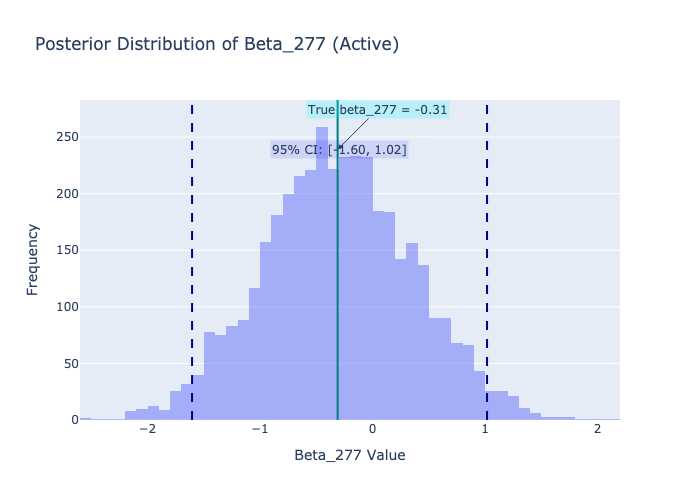 Posterior Distribution of Beta_277 (Active)
True beta_277 = -0.31
95% CI: [-1.60, 1.02]
250
200
150
100
50
0
Frequency
−2
−1
0
1
2
Beta_277 Value